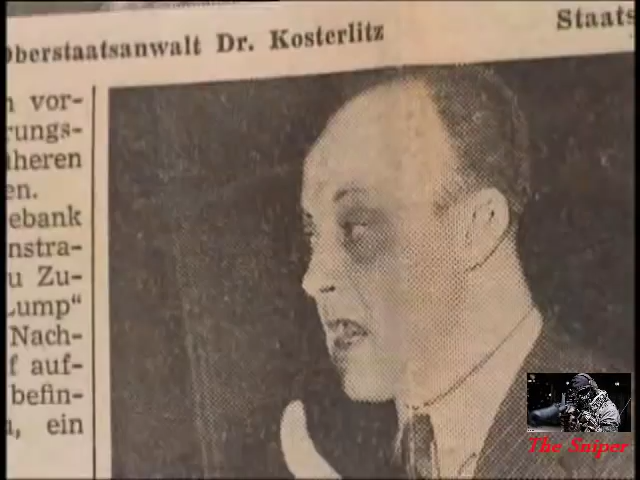 Oberstaatsanwalt Dr. Kosterlitz
Staats
vor-
rungs-
heren
en.
ebank
nstra-
u Zu-
Lump“
Nach-
f auf-
befin-
, ein
The Sniper